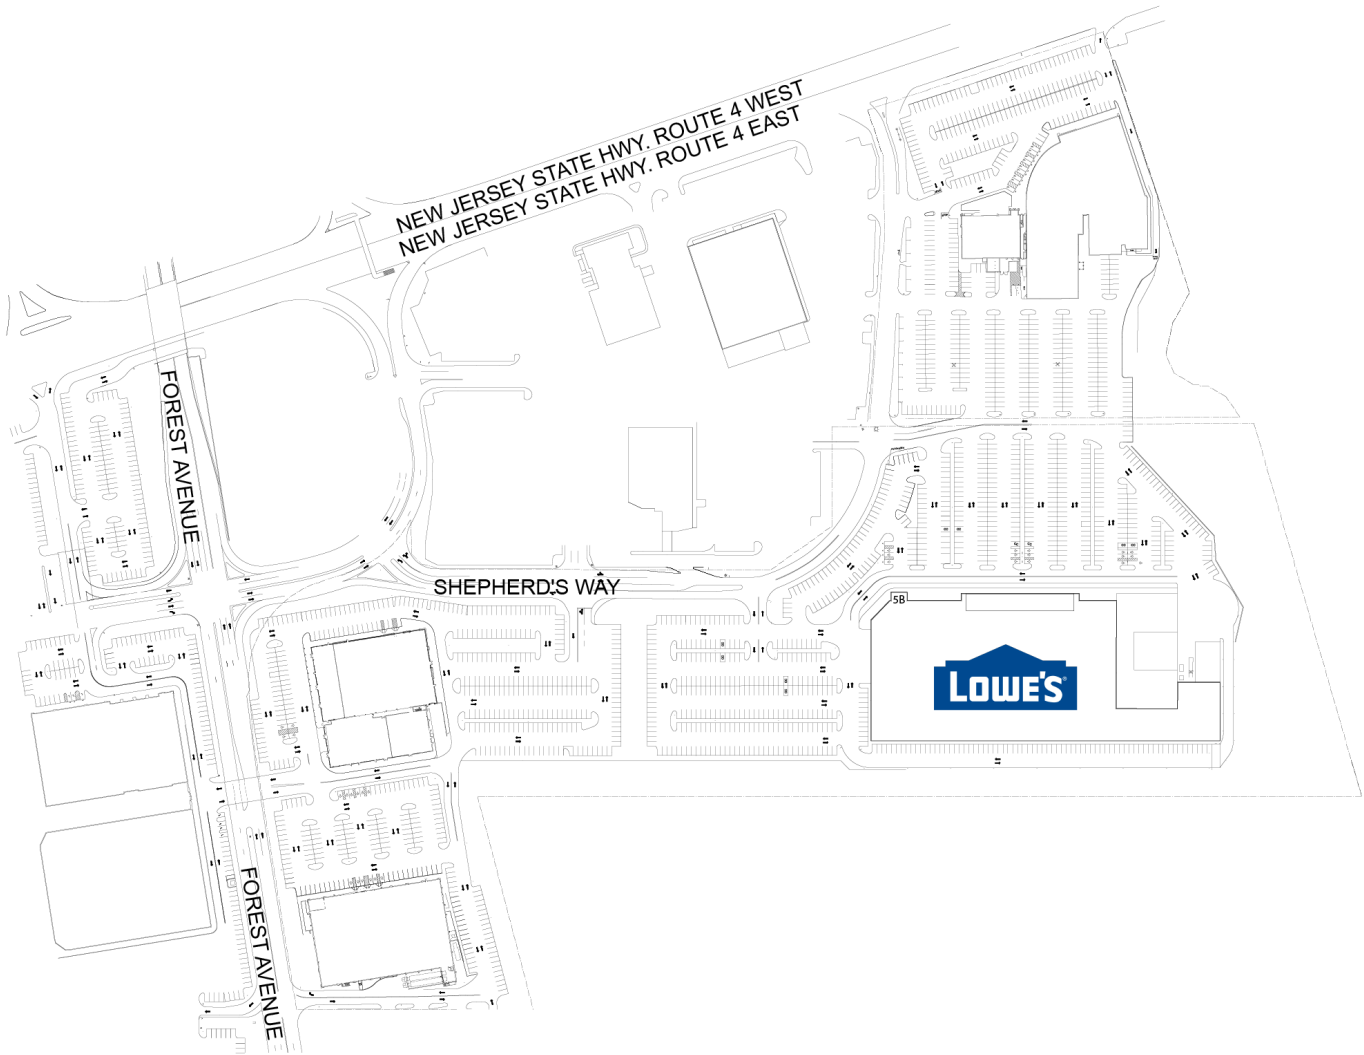 NEW JERSEY STATE HWY. ROUTE 4 WEST
NEW JERSEY STATE HWY. ROUTE 4 EAST
FOREST AVENUE
SHEPHERD'S WAY
5B
LOWE'S®
FOREST AVENUE